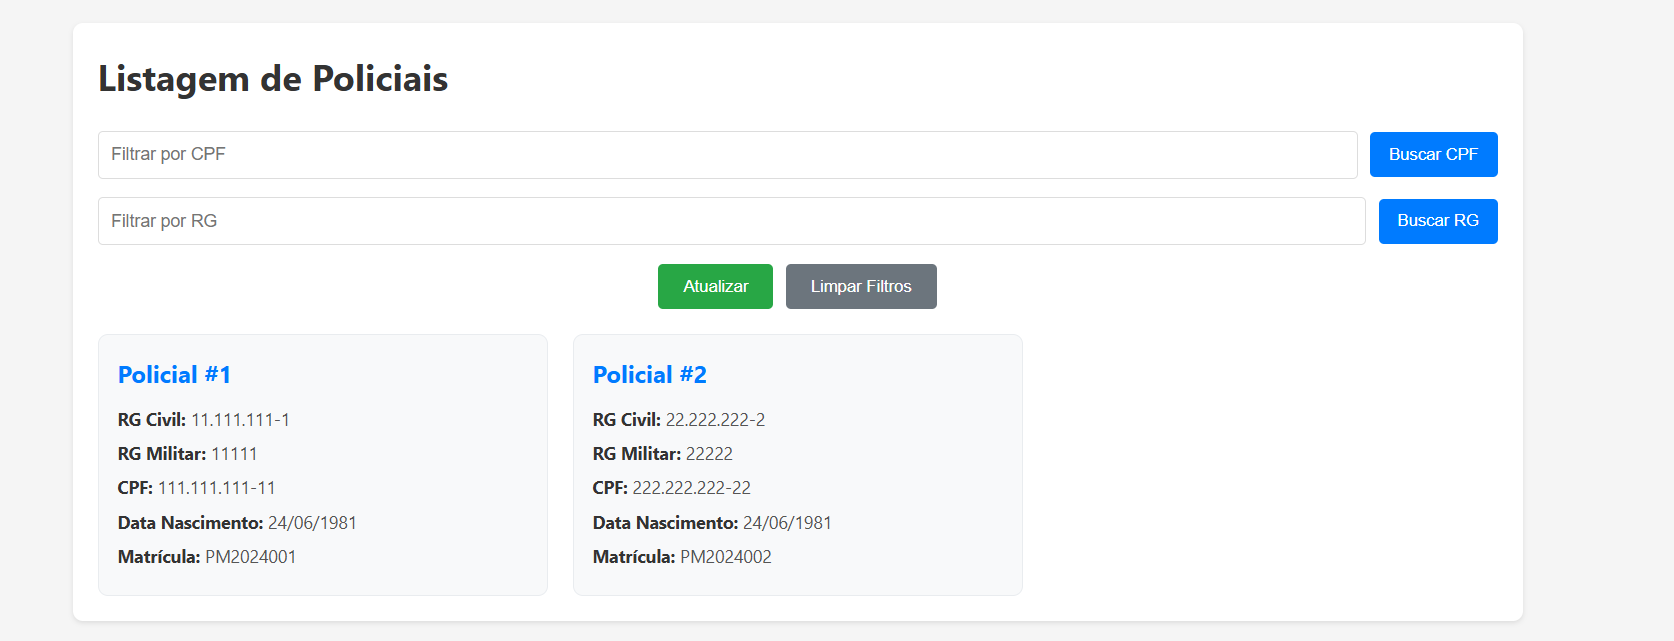 Listagem de Policiais
Filtrar por CPF
Buscar CPF
Filtrar por RG
Buscar RG
Atualizar
Limpar Filtros
Policial #1
RG Civil: 11.111.111-1
RG Militar: 11111
CPF: 111.111.111-11
Data Nascimento: 24/06/1981
Matrícula: PM2024001
Policial #2
RG Civil: 22.222.222-2
RG Militar: 22222
CPF: 222.222.222-22
Data Nascimento: 24/06/1981
Matrícula: PM2024002